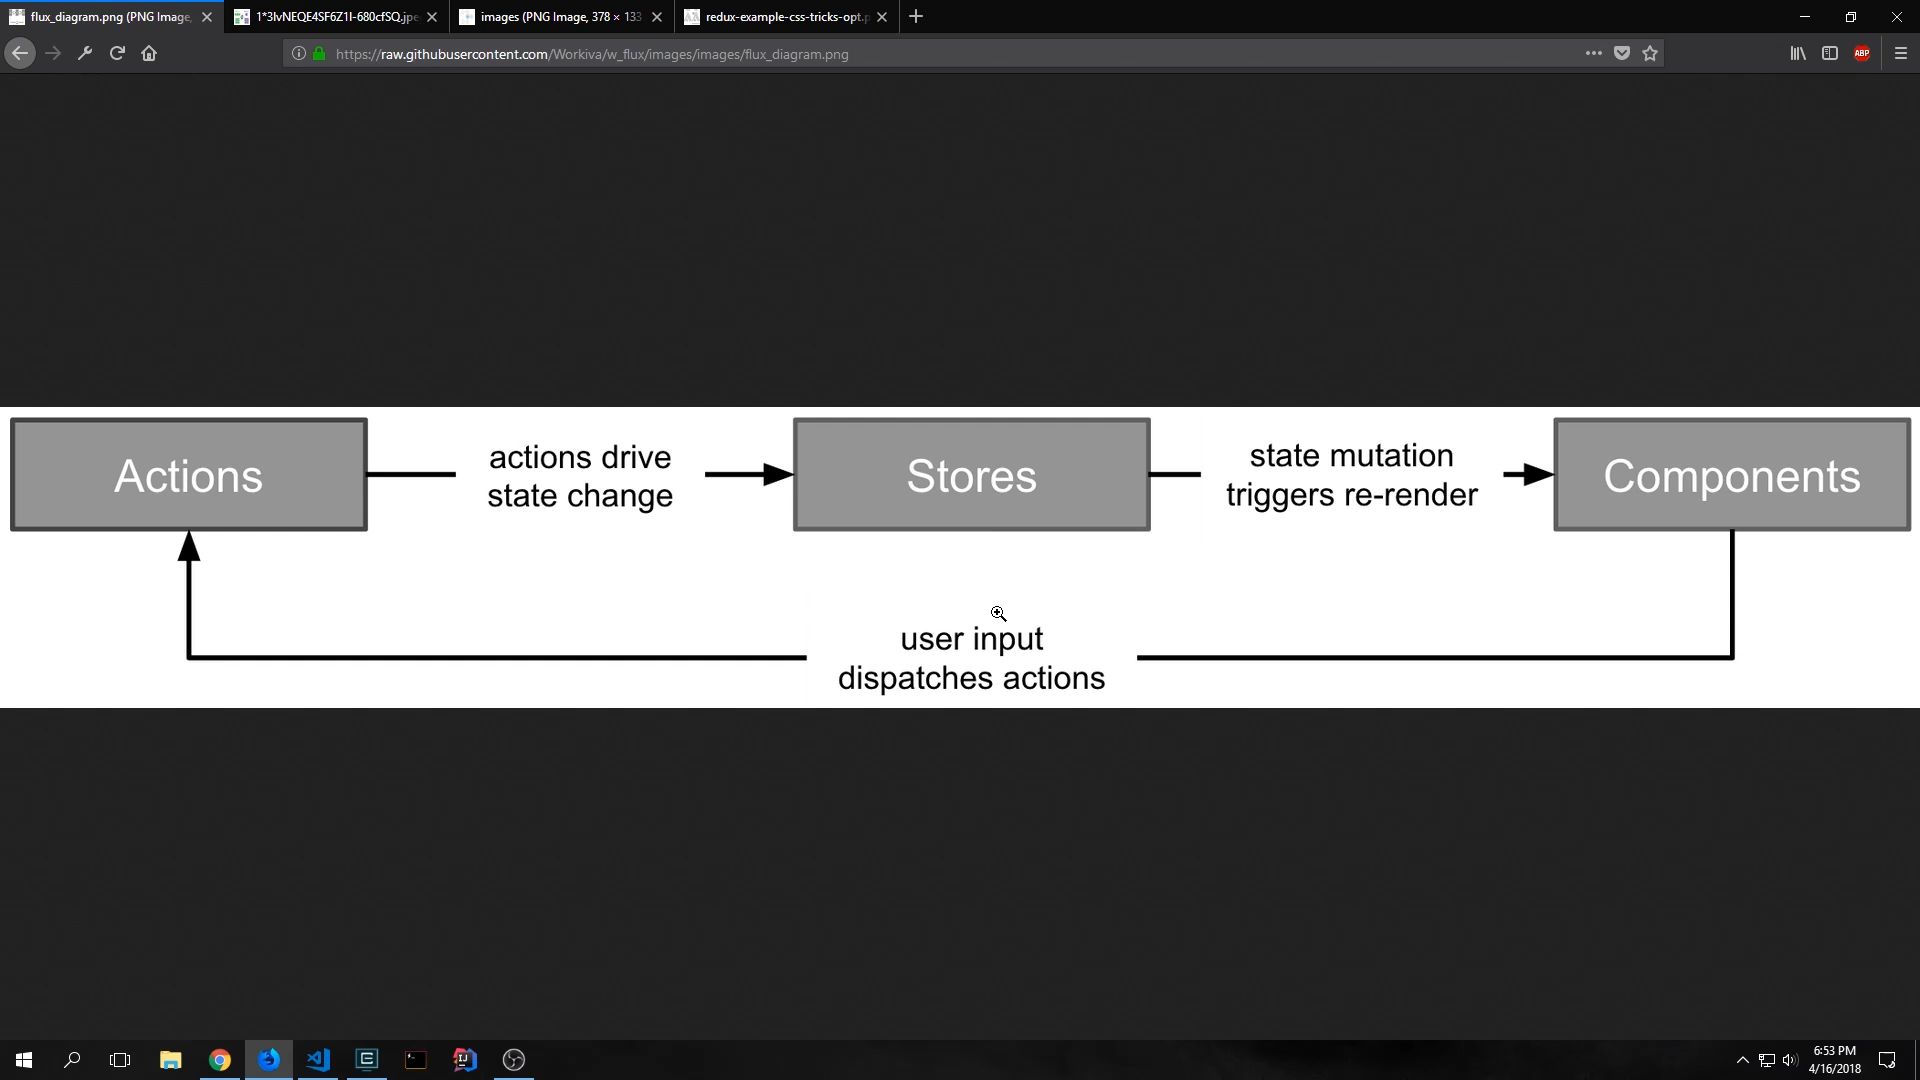 flux_diagram.png (PNG Image,
1*3lvNEQE4SF6Z1I-680cfSQ.jpe
images (PNG Image, 378 × 133
redux-example-css-tricks-opt.p
https://raw.githubusercontent.com/Workiva/w_flux/images/images/flux_diagram.png
ABP
Actions
actions drive
state change
Stores
state mutation
triggers re-render
Components
user input
dispatches actions
6:53 PM
4/16/2018